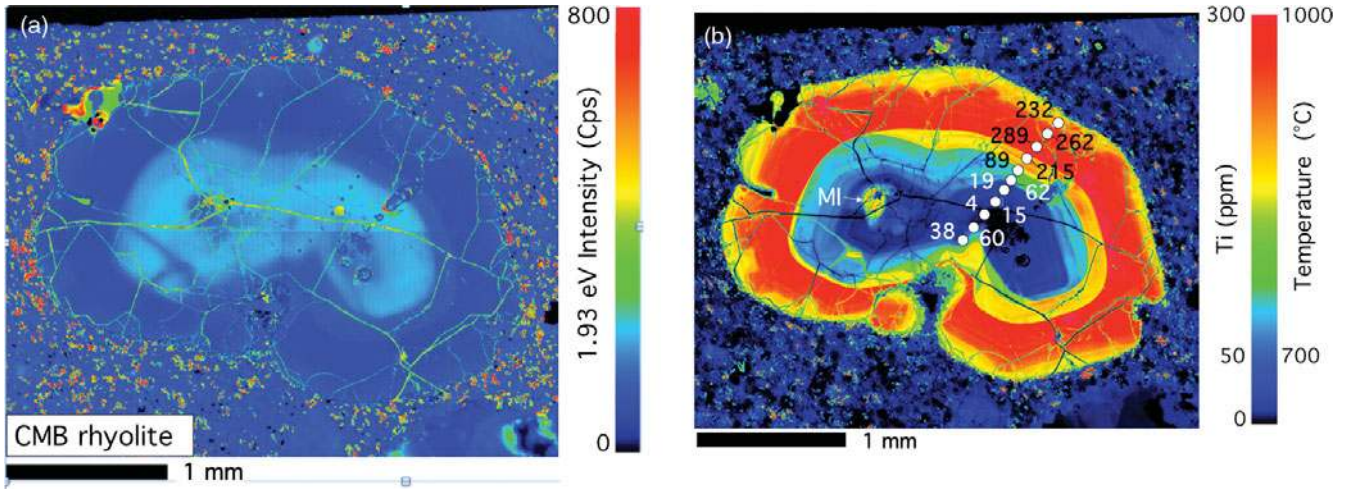 (a)
800
1.93 eV Intensity (Cps)
0
CMB rhyolite
1 mm
(b)
232
289
262
89
215
19
62
MI
4
15
38
60
1 mm
300
1000
Ti (ppm)
Temperature (°C)
50
700
0